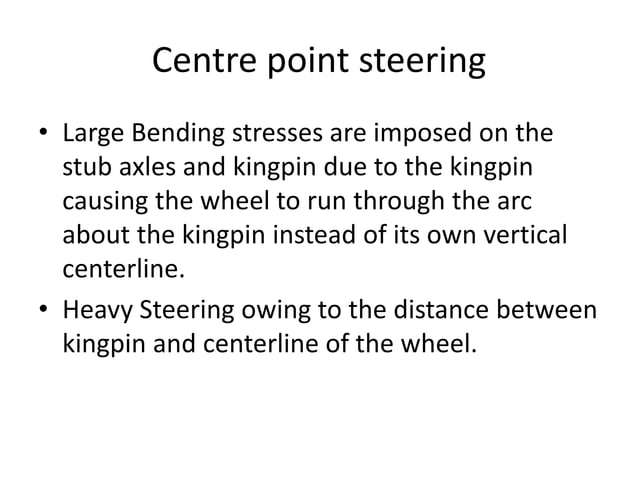 Centre point steering
• Large Bending stresses are imposed on the
stub axles and kingpin due to the kingpin
causing the wheel to run through the arc
about the kingpin instead of its own vertical
centerline.
• Heavy Steering owing to the distance between
kingpin and centerline of the wheel.